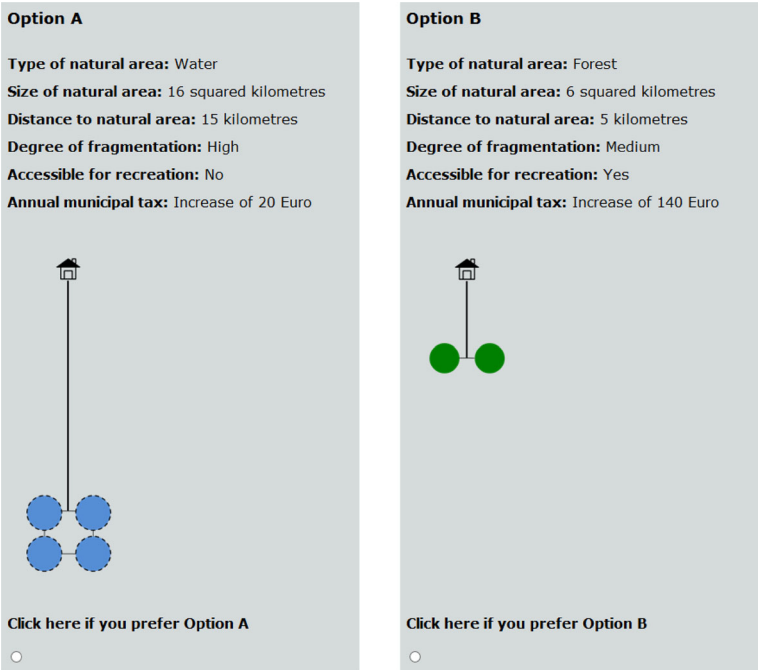 Option A
Type of natural area: Water
Size of natural area: 16 squared kilometres
Distance to natural area: 15 kilometres
Degree of fragmentation: High
Accessible for recreation: No
Annual municipal tax: Increase of 20 Euro
Click here if you prefer Option A
Option B
Type of natural area: Forest
Size of natural area: 6 squared kilometres
Distance to natural area: 5 kilometres
Degree of fragmentation: Medium
Accessible for recreation: Yes
Annual municipal tax: Increase of 140 Euro
Click here if you prefer Option B